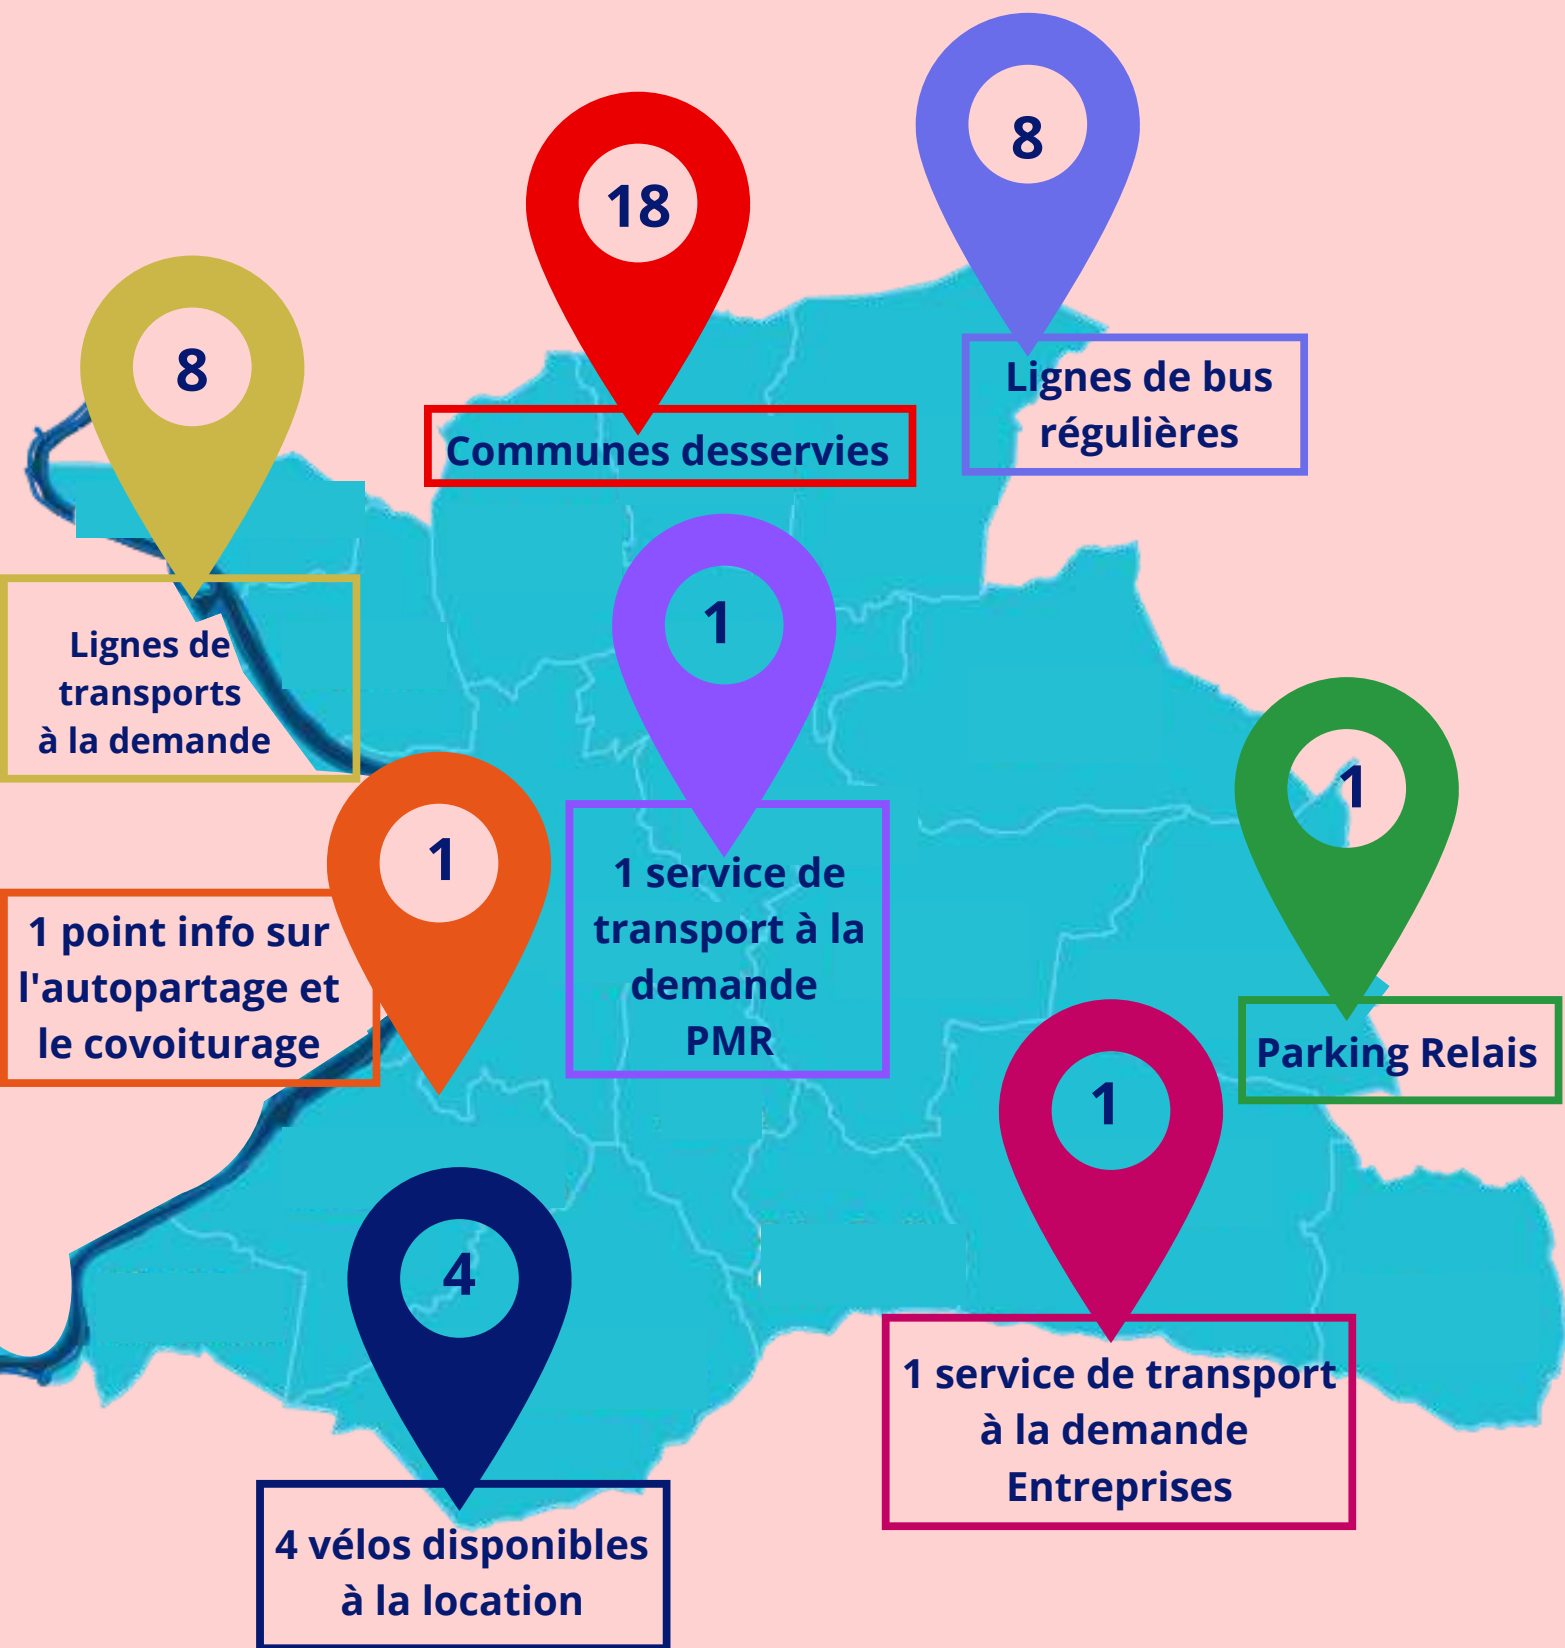 8
18
Communes desservies
8
Lignes de bus
régulières
Lignes de
transports
à la demande
1
1 service de
transport à la
demande
PMR
1
Parking Relais
1
1 point info sur
l'autopartage et
le covoiturage
1
1 service de transport
à la demande
Entreprises
4
4 vélos disponibles
à la location